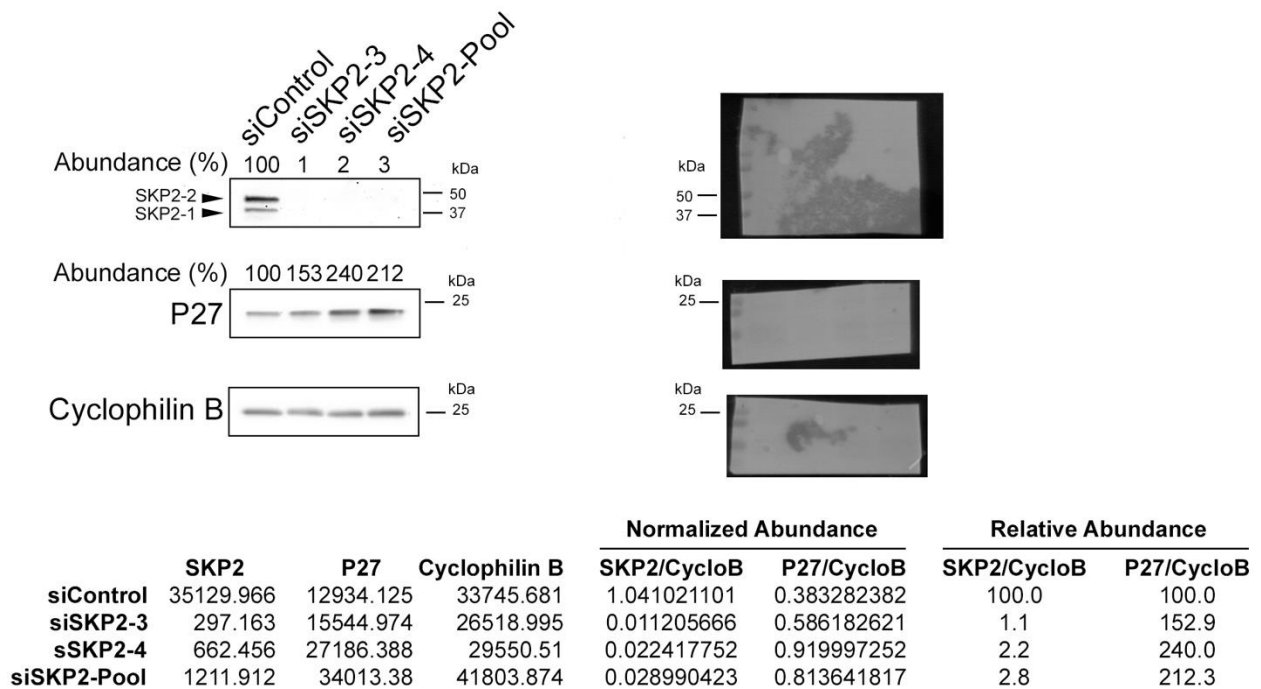 siControl
siSKP2-3
siSKP2-4
siSKP2-Pool
Abundance (%) 100 1 2 3 kDa kDa
SKP2-2 50 50
SKP2-1 37 37
Abundance (%) 100 153 240 212 kDa kDa
P27 25 25
Cyclophilin B kDa kDa
25 25
Normalized Abundance Relative Abundance
SKP2 P27 Cyclophilin B SKP2/CycloB P27/CycloB SKP2/CycloB P27/CycloB
siControl 35129.966 12934.125 33745.681 1.041021101 0.383282382 100.0 100.0
siSKP2-3 297.163 15544.974 26518.995 0.011205666 0.586182621 1.1 152.9
sSKP2-4 662.456 27186.388 29550.51 0.022417752 0.919997252 2.2 240.0
siSKP2-Pool 1211.912 34013.38 41803.874 0.028990423 0.813641817 2.8 212.3